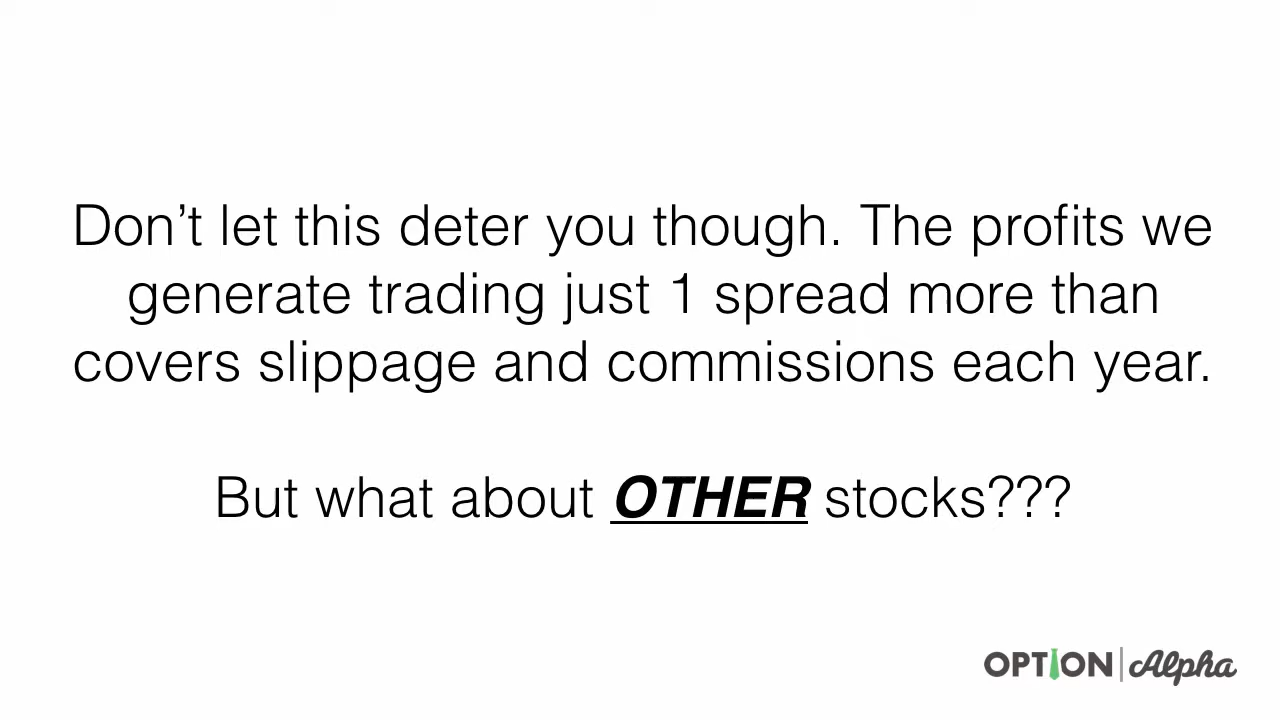 Don’t let this deter you though. The profits we
generate trading just 1 spread more than
covers slippage and commissions each year.
But what about OTHER stocks???
OPTION | Alpha